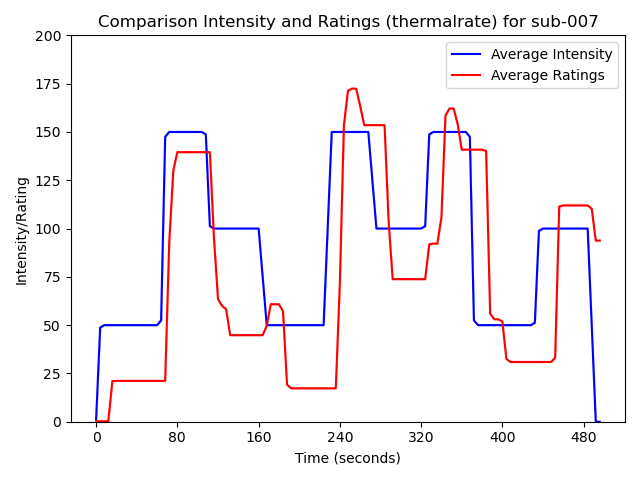 Comparison Intensity and Ratings (thermalrate) for sub-007
Average Intensity
Average Ratings
Intensity/Rating
200
175
150
125
100
75
50
25
0
0 80 160 240 320 400 480
Time (seconds)